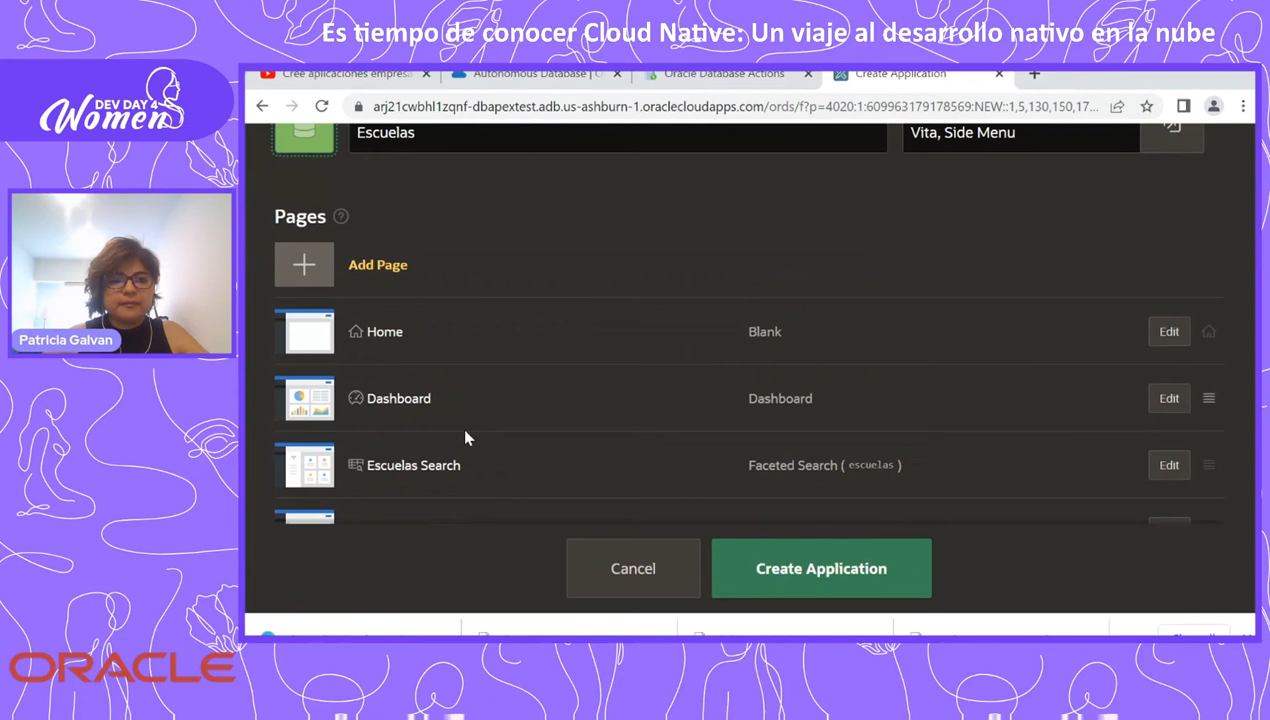 Es tiempo de conocer Cloud Native: Un viaje al desarrollo nativo en la nube
DEV DAY 4
Women
Cree aplicaciones empres
Autonomous Database |
Oracle Database Actions
Create Application
arj21cwbhl1zqnf-dbapextest.adb.us-ashburn-1.oraclecloudapps.com/ords/f?p=4020:1:609963179178569:NEW::1,5,130,150,17...
Escuelas
Vita, Side Menu
Pages
Add Page
Home
Blank
Edit
Dashboard
Dashboard
Edit
Escuelas Search
Faceted Search ( escuelas )
Edit
Cancel
Create Application
Patricia Galvan
ORACLE